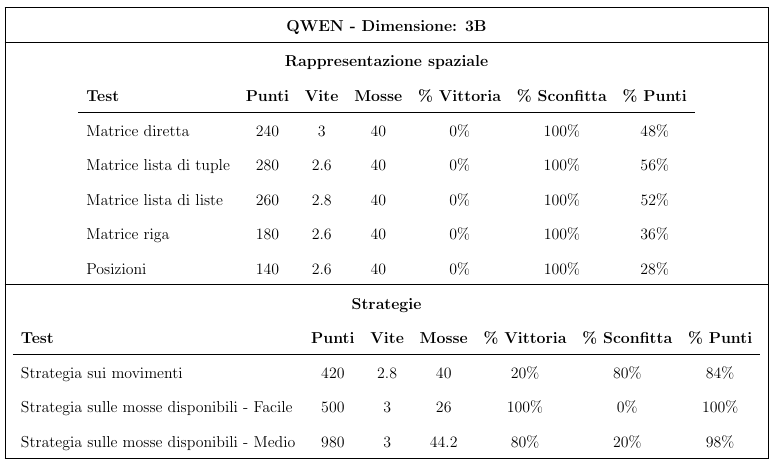 QWEN - Dimensione: 3B
Rappresentazione spaziale
Test Punti Vite Mosse % Vittoria % Sconfitta % Punti
Matrice diretta 240 3 40 0% 100% 48%
Matrice lista di tuple 280 2.6 40 0% 100% 56%
Matrice lista di liste 260 2.8 40 0% 100% 52%
Matrice riga 180 2.6 40 0% 100% 36%
Posizioni 140 2.6 40 0% 100% 28%
Strategie
Test Punti Vite Mosse % Vittoria % Sconfitta % Punti
Strategia sui movimenti 420 2.8 40 20% 80% 84%
Strategia sulle mosse disponibili - Facile 500 3 26 100% 0% 100%
Strategia sulle mosse disponibili - Medio 980 3 44.2 80% 20% 98%